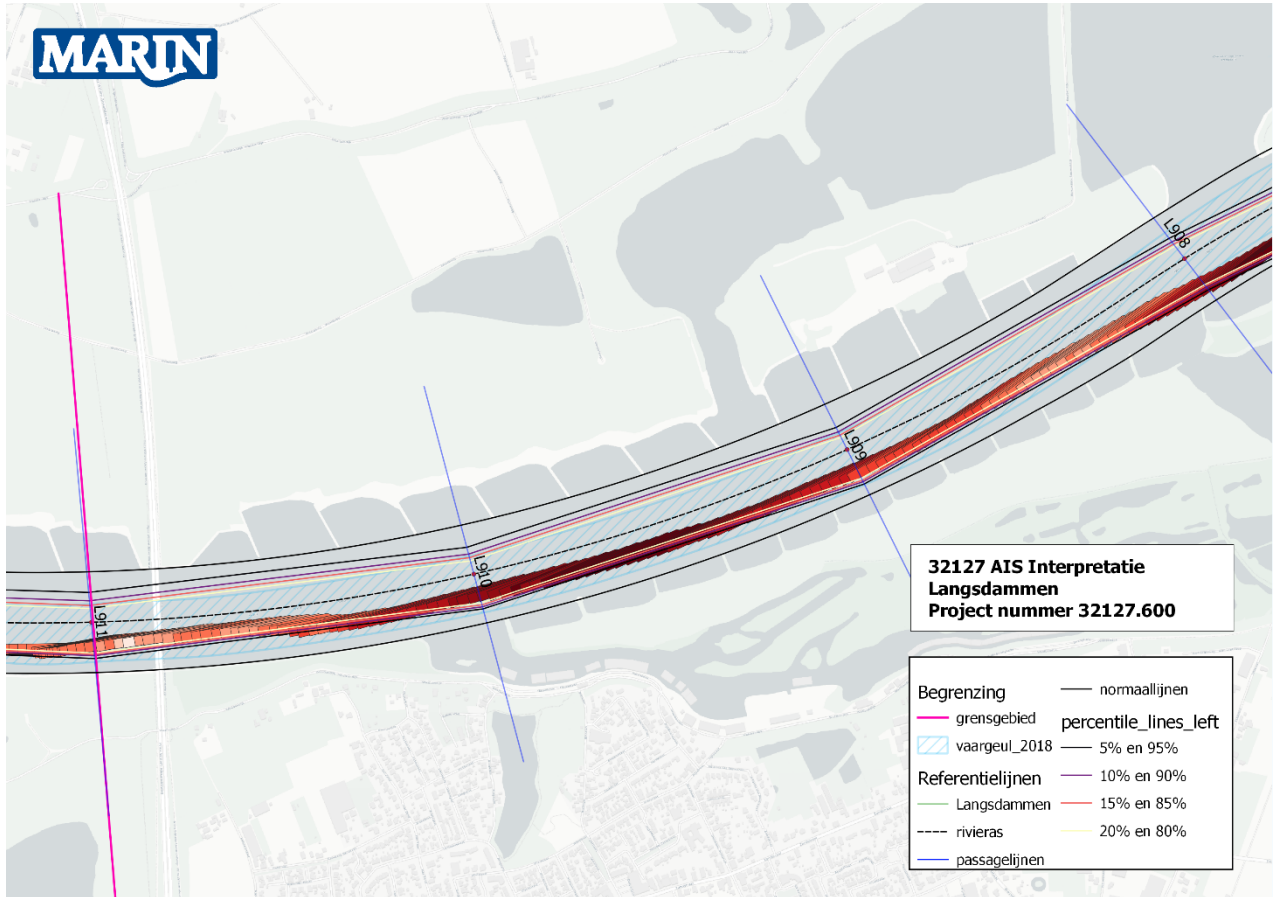 MARIN
L908
L909
L910
L911
32127 AIS Interpretatie
Langsdammen
Project nummer 32127.600
Begrenzing
grensgebied
vaargeul_2018
Referentielijnen
Langsdammen
rivieras
passagelijnen
normaallijnen
percentile_lines_left
5% en 95%
10% en 90%
15% en 85%
20% en 80%